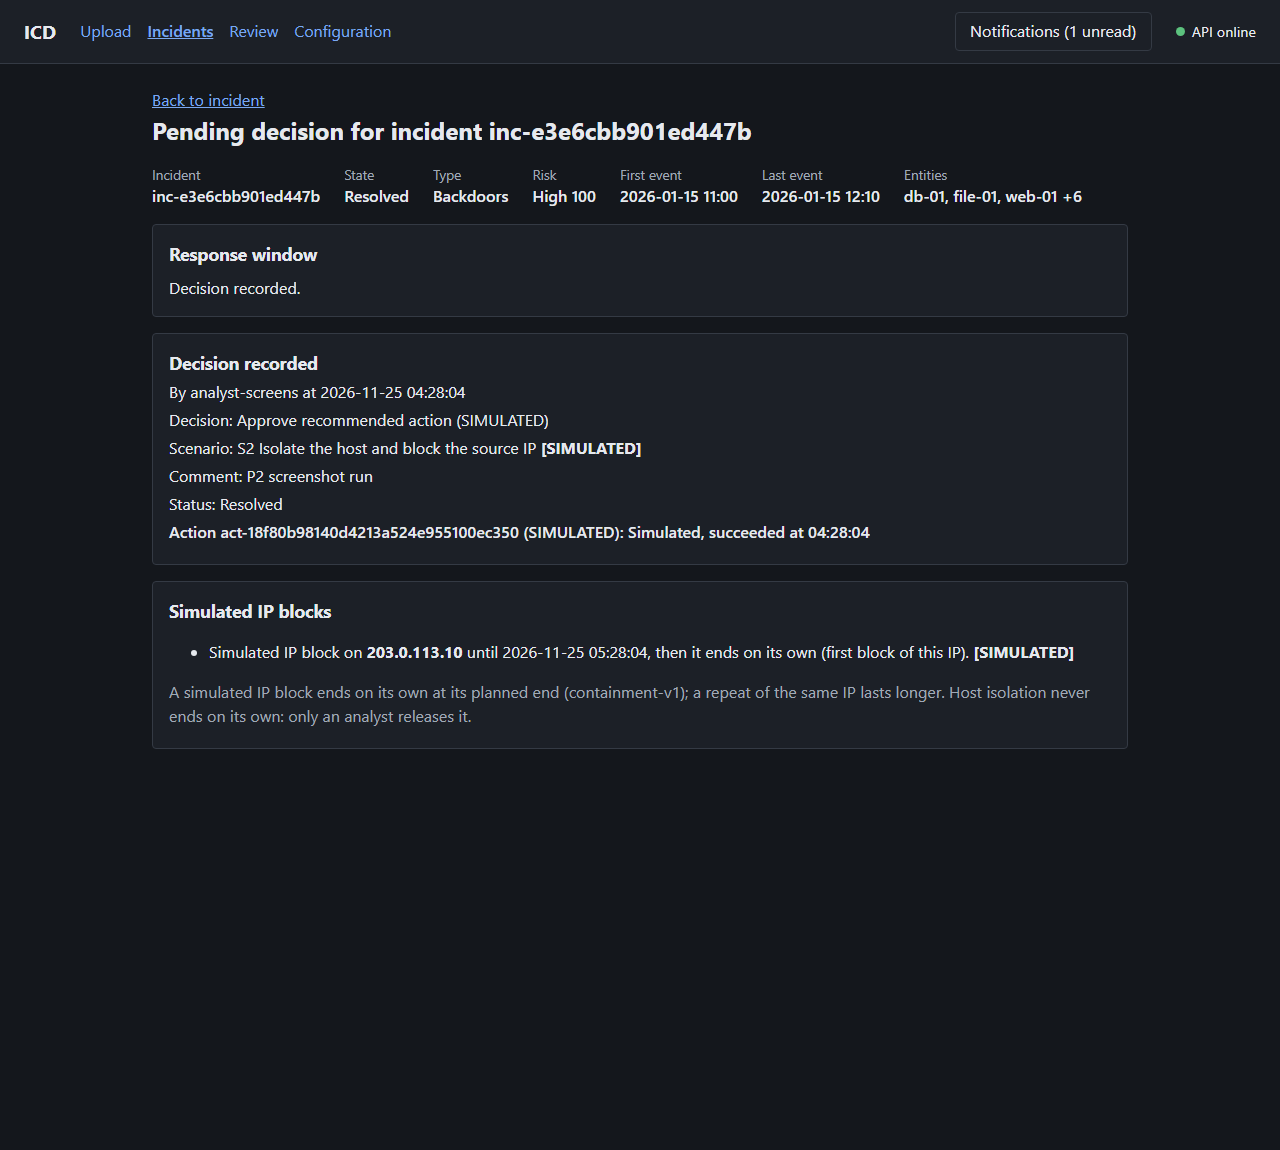 ICD Upload Incidents Review Configuration Notifications (1 unread) API online
Back to incident
Pending decision for incident inc-e3e6cbb901ed447b
Incident State Type Risk First event Last event Entities
inc-e3e6cbb901ed447b Resolved Backdoors High 100 2026-01-15 11:00 2026-01-15 12:10 db-01, file-01, web-01 +6
Response window
Decision recorded.
Decision recorded
By analyst-screens at 2026-11-25 04:28:04
Decision: Approve recommended action (SIMULATED)
Scenario: S2 Isolate the host and block the source IP [SIMULATED]
Comment: P2 screenshot run
Status: Resolved
Action act-18f80b98140d4213a524e955100ec350 (SIMULATED): Simulated, succeeded at 04:28:04
Simulated IP blocks
• Simulated IP block on 203.0.113.10 until 2026-11-25 05:28:04, then it ends on its own (first block of this IP). [SIMULATED]
A simulated IP block ends on its own at its planned end (containment-v1); a repeat of the same IP lasts longer. Host isolation never
ends on its own: only an analyst releases it.